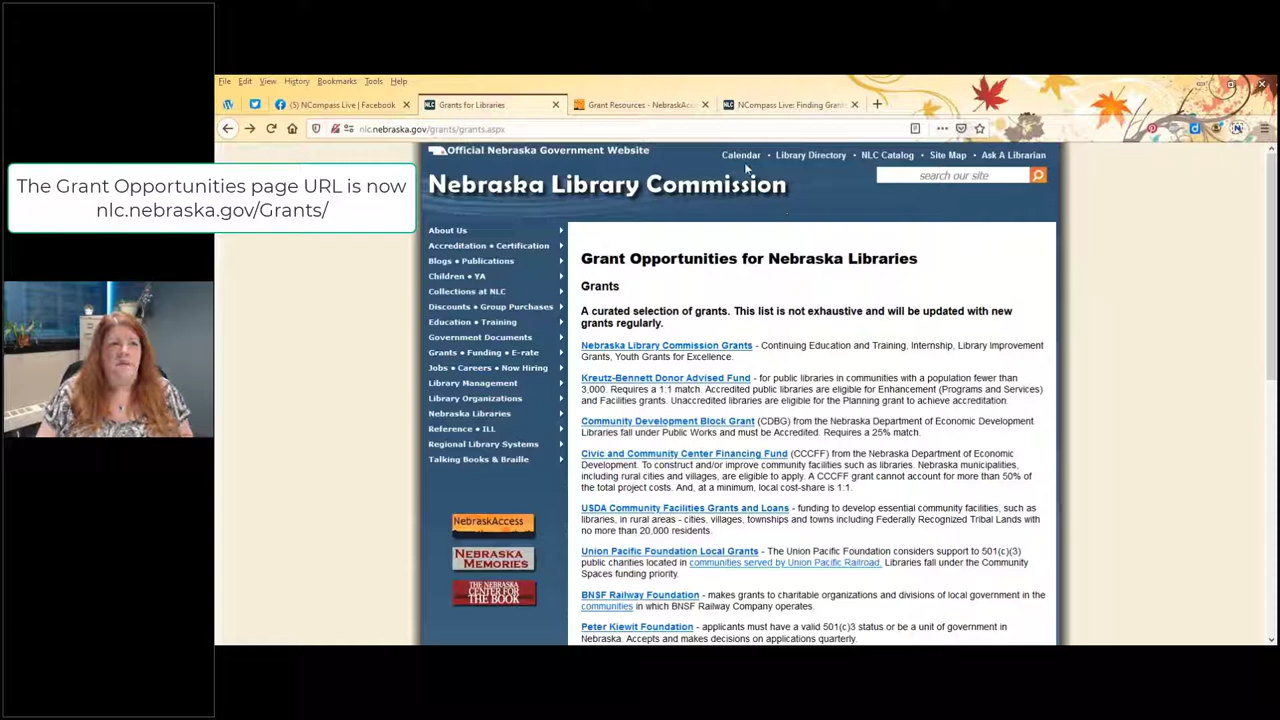 File Edit View History Bookmarks Tools Help
(5) NCompass Live | Facebook
Grants for Libraries
Grant Resources - NebraskAcc
NCompass Live: Finding Grant
nlc.nebraska.gov/grants/grants.aspx
The Grant Opportunities page URL is now
nlc.nebraska.gov/Grants/
Official Nebraska Government Website
Calendar • Library Directory • NLC Catalog • Site Map • Ask A Librarian
Nebraska Library Commission
search our site
About Us
Accreditation • Certification
Blogs • Publications
Children • YA
Collections at NLC
Discounts • Group Purchases
Education • Training
Government Documents
Grants • Funding • E-rate
Jobs • Careers • Now Hiring
Library Management
Library Organizations
Nebraska Libraries
Reference • ILL
Regional Library Systems
Talking Books & Braille
NebraskAccess
NEBRASKA
MEMORIES
THE NEBRASKA
CENTER FOR
THE BOOK
Grant Opportunities for Nebraska Libraries
Grants
A curated selection of grants. This list is not exhaustive and will be updated with new
grants regularly.
Nebraska Library Commission Grants - Continuing Education and Training, Internship, Library Improvement
Grants, Youth Grants for Excellence.
Kreutz-Bennett Donor Advised Fund - for public libraries in communities with a population fewer than
3,000. Requires a 1.1 match. Accredited public libraries are eligible for Enhancement (Programs and Services)
and Facilities grants. Unaccredited libraries are eligible for the Planning grant to achieve accreditation.
Community Development Block Grant (CDBG) from the Nebraska Department of Economic Development
Libraries fall under Public Works and must be Accredited. Requires a 25% match.
Civic and Community Center Financing Fund (CCCFF) from the Nebraska Department of Economic
Development. To construct and/or improve community facilities such as libraries. Nebraska municipalities,
including rural cities and villages, are eligible to apply. A CCCFF grant cannot account for more than 50% of
the total project costs. And, at a minimum, local cost-share is 1:1.
USDA Community Facilities Grants and Loans - funding to develop essential community facilities, such as
libraries, in rural areas - cities, villages, townships and towns including Federally Recognized Tribal Lands with
no more than 20,000 residents.
Union Pacific Foundation Local Grants - The Union Pacific Foundation considers support to 501(c)(3)
public charities located in communities served by Union Pacific Railroad. Libraries fall under the Community
Spaces funding priority.
BNSF Railway Foundation - makes grants to charitable organizations and divisions of local government in the
communities in which BNSF Railway Company operates.
Peter Kiewit Foundation - applicants must have a valid 501(c)3 status or be a unit of government in
Nebraska. Accepts and makes decisions on applications quarterly.